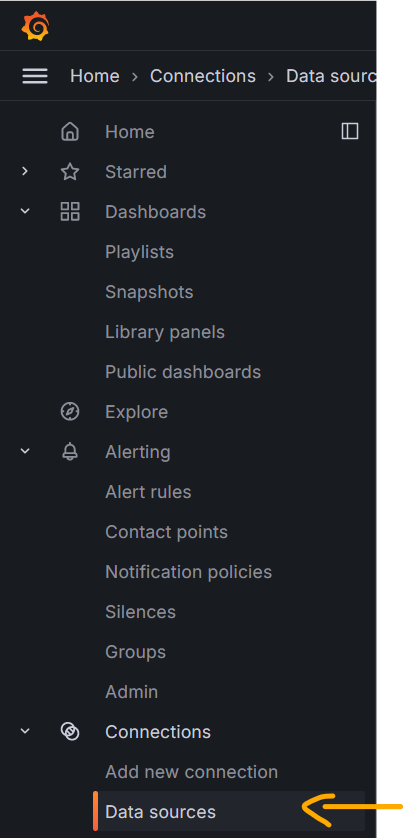 Home › Connections › Data sourc
Home
Starred
Dashboards
Playlists
Snapshots
Library panels
Public dashboards
Explore
Alerting
Alert rules
Contact points
Notification policies
Silences
Groups
Admin
Connections
Add new connection
Data sources